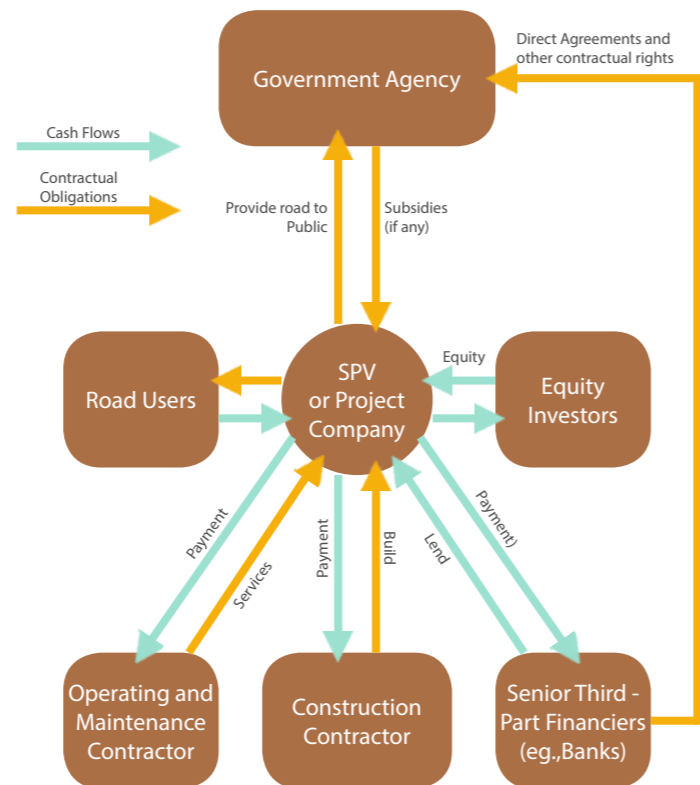 Direct Agreements and
other contractual rights
Government Agency
Cash Flows
Contractual
Obligations
Provide road to
Public
Subsidies
(if any)
Road Users
SPV
or Project
Company
Equity
Equity
Investors
Payment
Services
Payment
Build
Lend
Payment)
Operating and
Maintenance
Contractor
Construction
Contractor
Senior Third -
Part Financiers
(eg.,Banks)